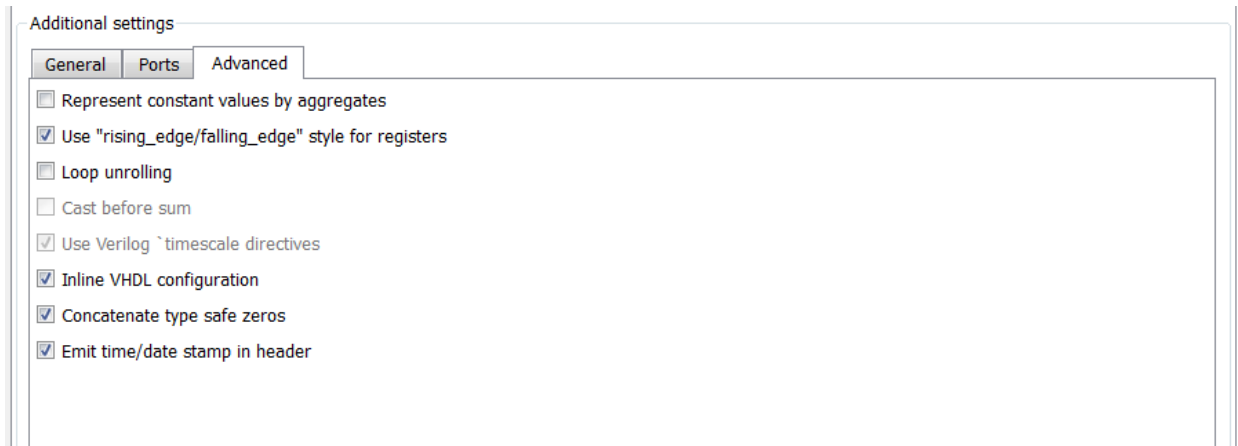 Additional settings
General Ports Advanced
Represent constant values by aggregates
Use "rising_edge/falling_edge" style for registers
Loop unrolling
Cast before sum
Use Verilog `timescale directives
Inline VHDL configuration
Concatenate type safe zeros
Emit time/date stamp in header